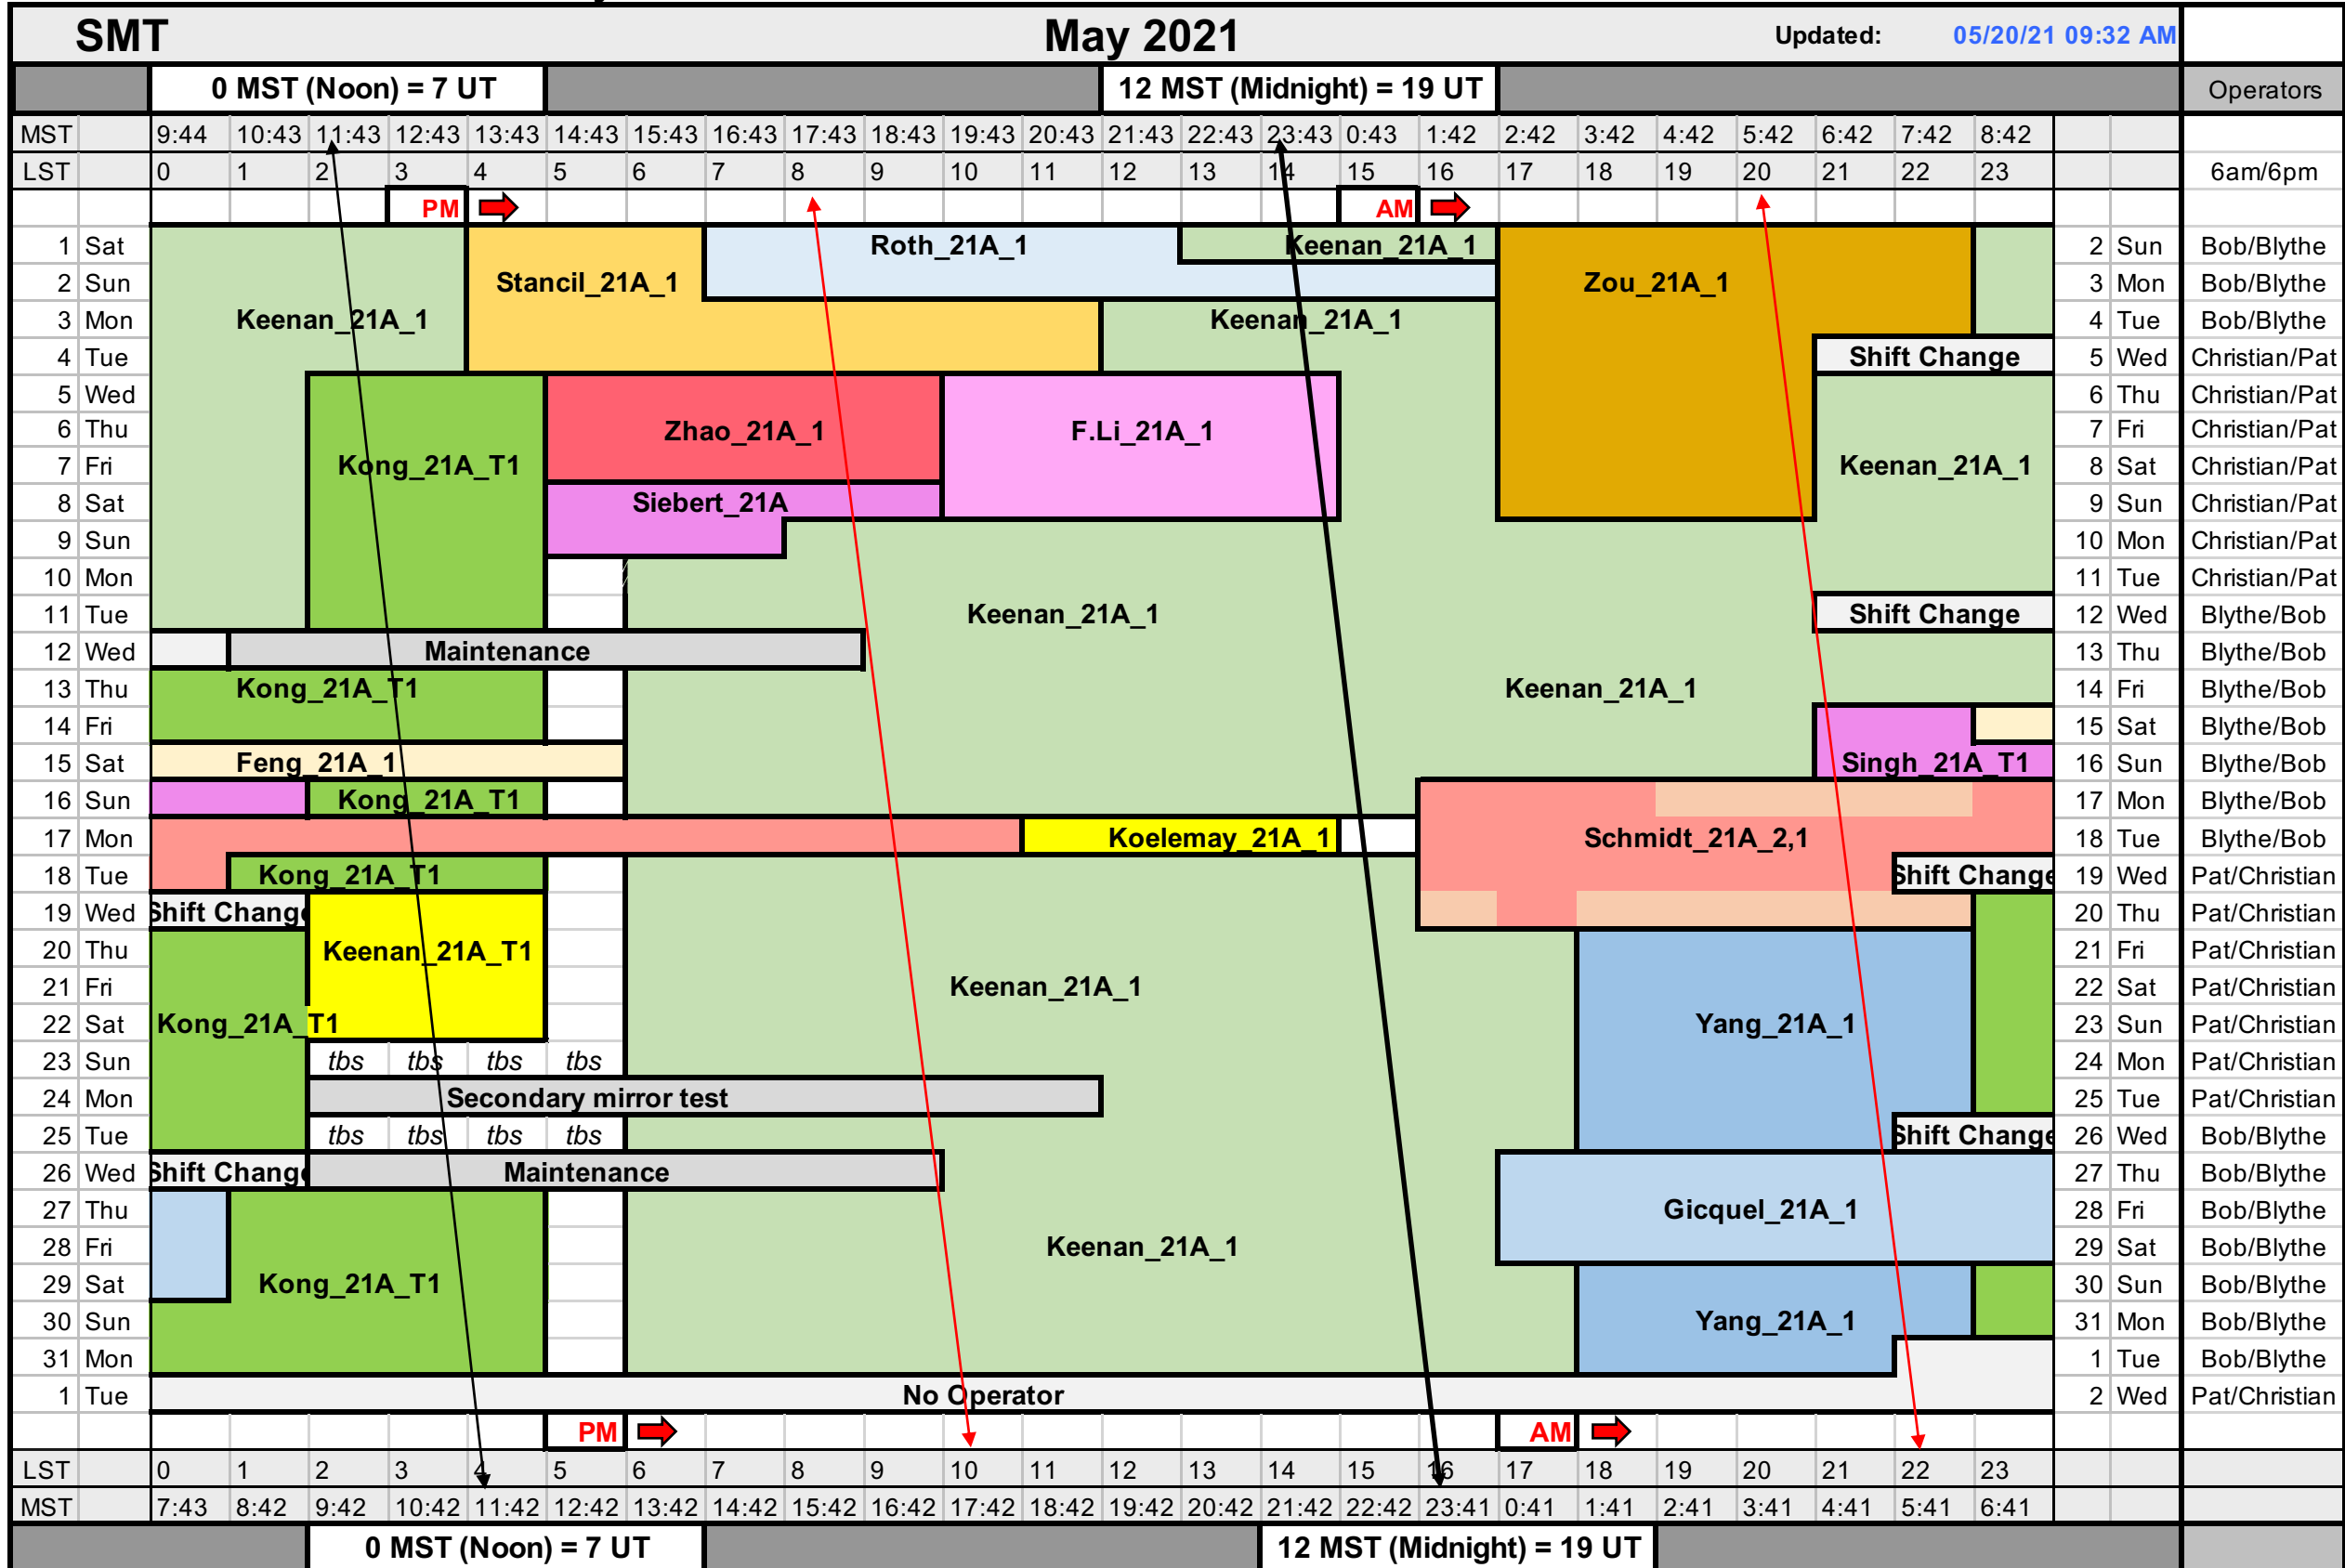 SMT May 2021 Updated: 05/20/21 09:32 AM
0 MST (Noon) = 7 UT 12 MST (Midnight) = 19 UT Operators
MST 9:44 10:43 11:43 12:43 13:43 14:43 15:43 16:43 17:43 18:43 19:43 20:43 21:43 22:43 23:43 0:43 1:42 2:42 3:42 4:42 5:42 6:42 7:42 8:42
LST 0 1 2 3 4 5 6 7 8 9 10 11 12 13 14 15 16 17 18 19 20 21 22 23 6am/6pm
PM AM
1 Sat Roth_21A_1 Keenan_21A_1 2 Sun Bob/Blythe
2 Sun Stancil_21A_1 Zou_21A_1 3 Mon Bob/Blythe
3 Mon Keenan_21A_1 Keenan_21A_1 4 Tue Bob/Blythe
4 Tue Shift Change 5 Wed Christian/Pat
5 Wed 6 Thu Christian/Pat
6 Thu Zhao_21A_1 F.Li_21A_1 7 Fri Christian/Pat
7 Fri Kong_21A_T1 Keenan_21A_1 8 Sat Christian/Pat
8 Sat Siebert_21A 9 Sun Christian/Pat
9 Sun 10 Mon Christian/Pat
10 Mon 11 Tue Christian/Pat
11 Tue Keenan_21A_1 Shift Change 12 Wed Blythe/Bob
12 Wed Maintenance 13 Thu Blythe/Bob
13 Thu Kong_21A_T1 Keenan_21A_1 14 Fri Blythe/Bob
14 Fri 15 Sat Blythe/Bob
15 Sat Feng_21A_1 Singh_21A_T1 16 Sun Blythe/Bob
16 Sun Kong_21A_T1 17 Mon Blythe/Bob
17 Mon Koelemay_21A_1 Schmidt_21A_2,1 18 Tue Blythe/Bob
18 Tue Kong_21A_T1 Shift Change 19 Wed Pat/Christian
19 Wed Shift Change 20 Thu Pat/Christian
20 Thu Keenan_21A_T1 21 Fri Pat/Christian
21 Fri Keenan_21A_1 22 Sat Pat/Christian
22 Sat Kong_21A_T1 Yang_21A_1 23 Sun Pat/Christian
23 Sun tbs tbs tbs tbs 24 Mon Pat/Christian
24 Mon Secondary mirror test 25 Tue Pat/Christian
25 Tue tbs tbs tbs tbs Shift Change 26 Wed Bob/Blythe
26 Wed Shift Change Maintenance 27 Thu Bob/Blythe
27 Thu Gicquel_21A_1 28 Fri Bob/Blythe
28 Fri Keenan_21A_1 29 Sat Bob/Blythe
29 Sat Kong_21A_T1 30 Sun Bob/Blythe
30 Sun Yang_21A_1 31 Mon Bob/Blythe
31 Mon 1 Tue Bob/Blythe
1 Tue No Operator 2 Wed Pat/Christian
PM AM
LST 0 1 2 3 4 5 6 7 8 9 10 11 12 13 14 15 16 17 18 19 20 21 22 23
MST 7:43 8:42 9:42 10:42 11:42 12:42 13:42 14:42 15:42 16:42 17:42 18:42 19:42 20:42 21:42 22:42 23:41 0:41 1:41 2:41 3:41 4:41 5:41 6:41
0 MST (Noon) = 7 UT 12 MST (Midnight) = 19 UT